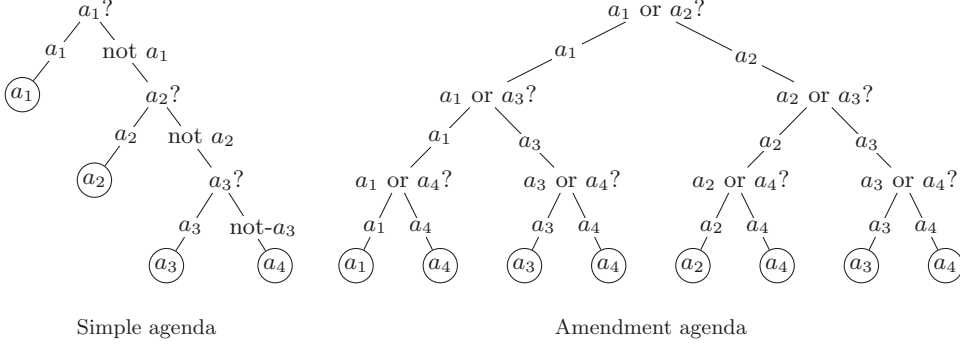 a₁? a₁ or a₂?
a₁ not a₁ a₁ a₂
a₁ a₂? a₁ or a₃? a₂ or a₃?
a₂ not a₂ a₁ a₃ a₂ a₃
a₂ a₃? a₁ or a₄? a₃ or a₄? a₂ or a₄? a₃ or a₄?
a₃ not-a₃ a₁ a₄ a₃ a₄ a₂ a₄ a₃ a₄
a₃ a₄ a₁ a₄ a₃ a₄ a₂ a₄ a₃ a₄
Simple agenda Amendment agenda